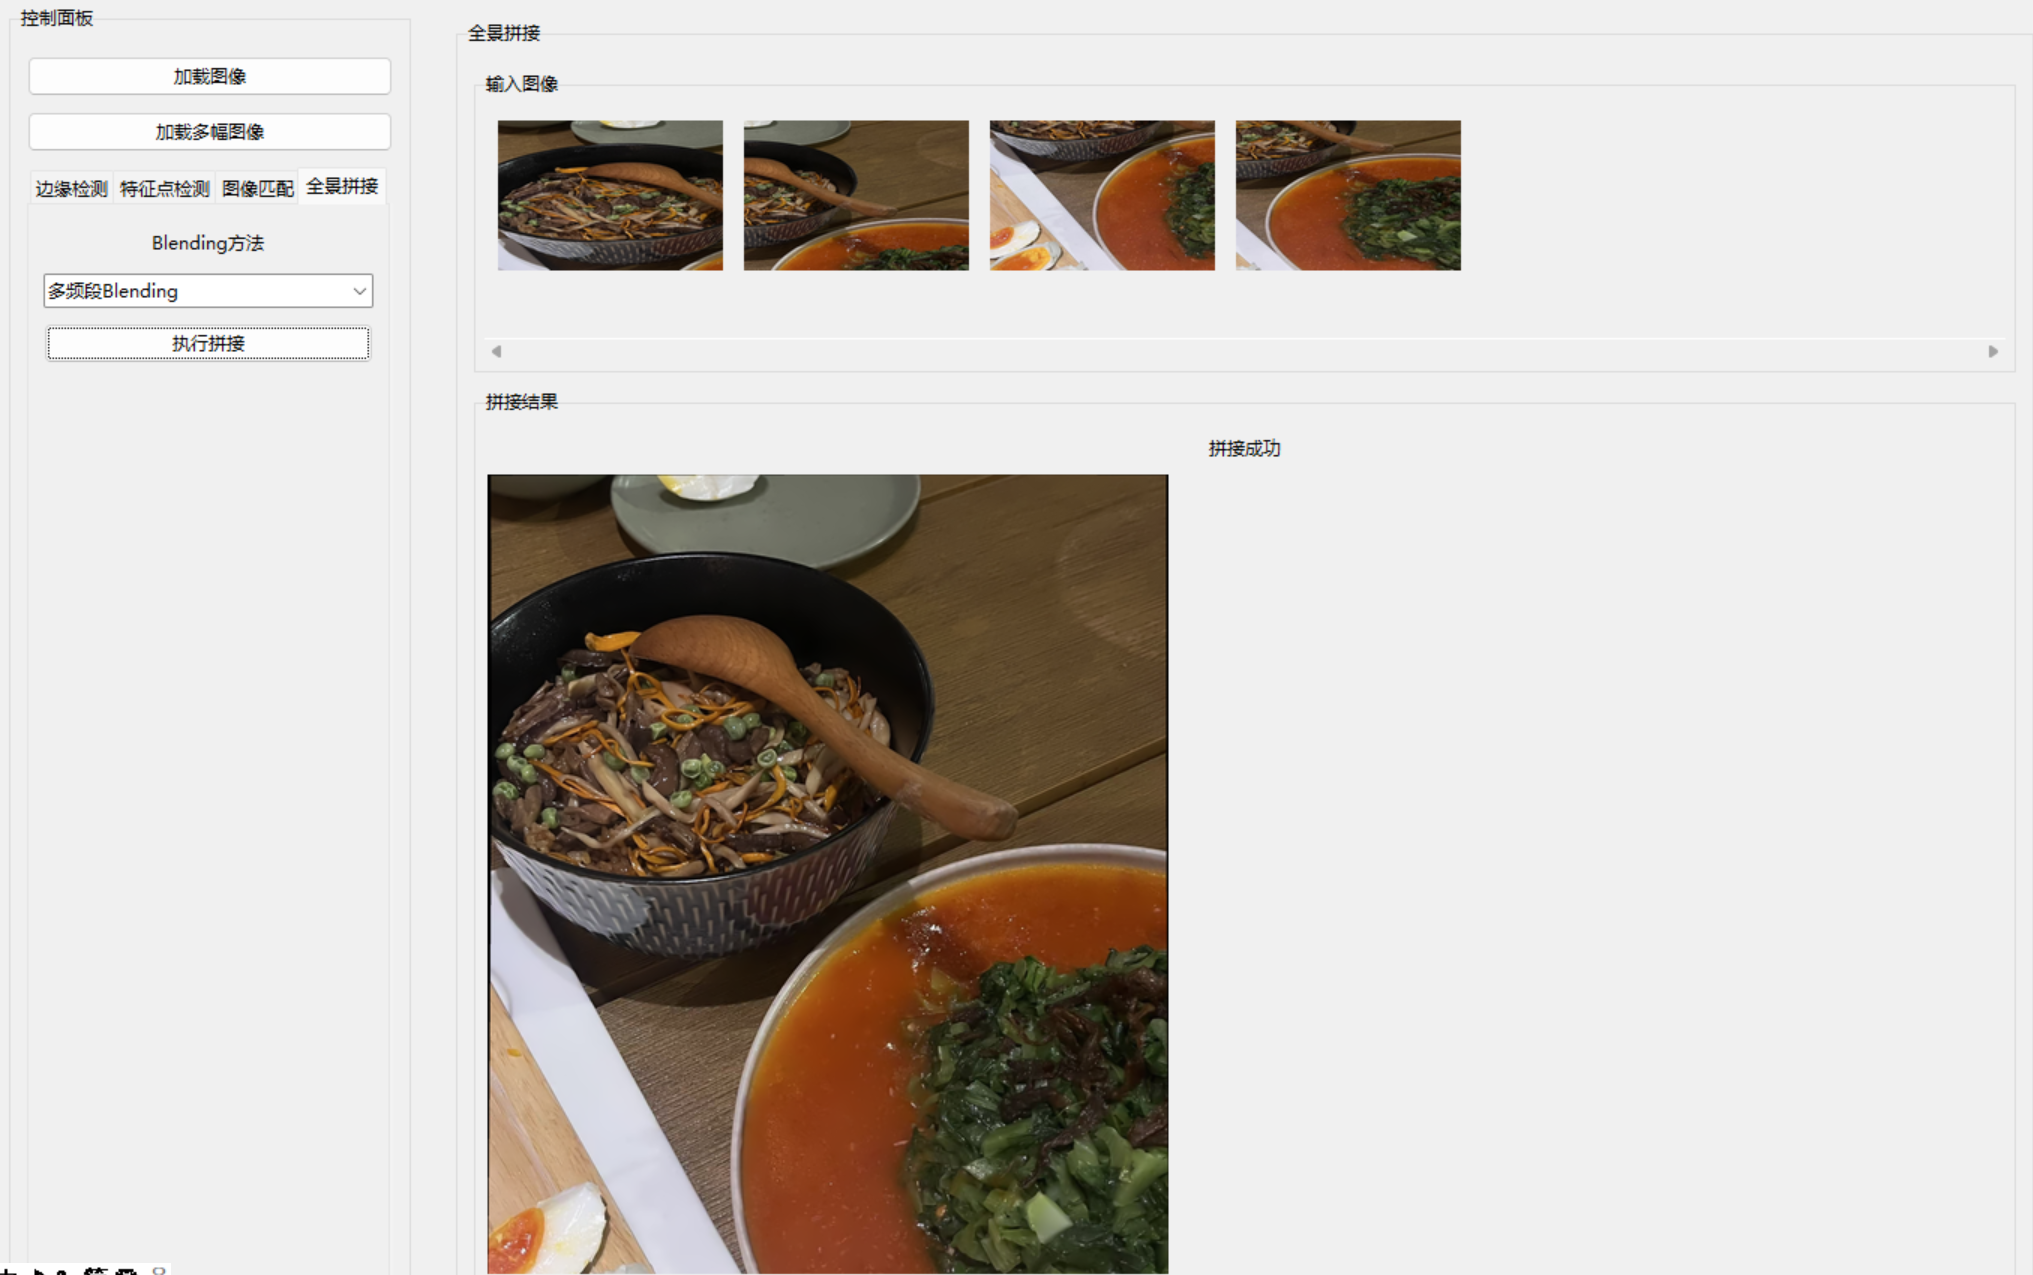 控制面板
加载图像
加载多幅图像
边缘检测 特征点检测 图像匹配 全景拼接
Blending方法
多频段Blending
执行拼接
全景拼接
输入图像
拼接结果
拼接成功